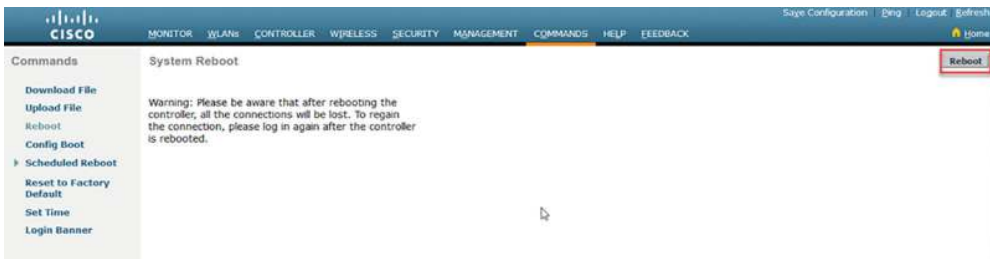 Save Configuration Ping Logout Refresh
CISCO MONITOR WLANs CONTROLLER WIRELESS SECURITY MANAGEMENT COMMANDS HELP FEEDBACK Home
Commands
Download File
Upload File
Reboot
Config Boot
Scheduled Reboot
Reset to Factory
Default
Set Time
Login Banner
System Reboot
Reboot
Warning: Please be aware that after rebooting the
controller, all the connections will be lost. To regain
the connection, please log in again after the controller
is rebooted.